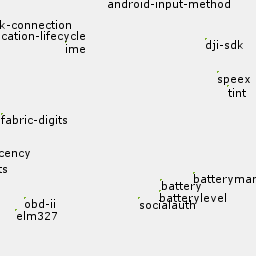 android-input-method
k-connection
cation-lifecycle
ime
dji-sdk
speex
tint
fabric-digits
cency
ts
batterymar
battery
batterylevel
obd-ii
socialauth
elm327